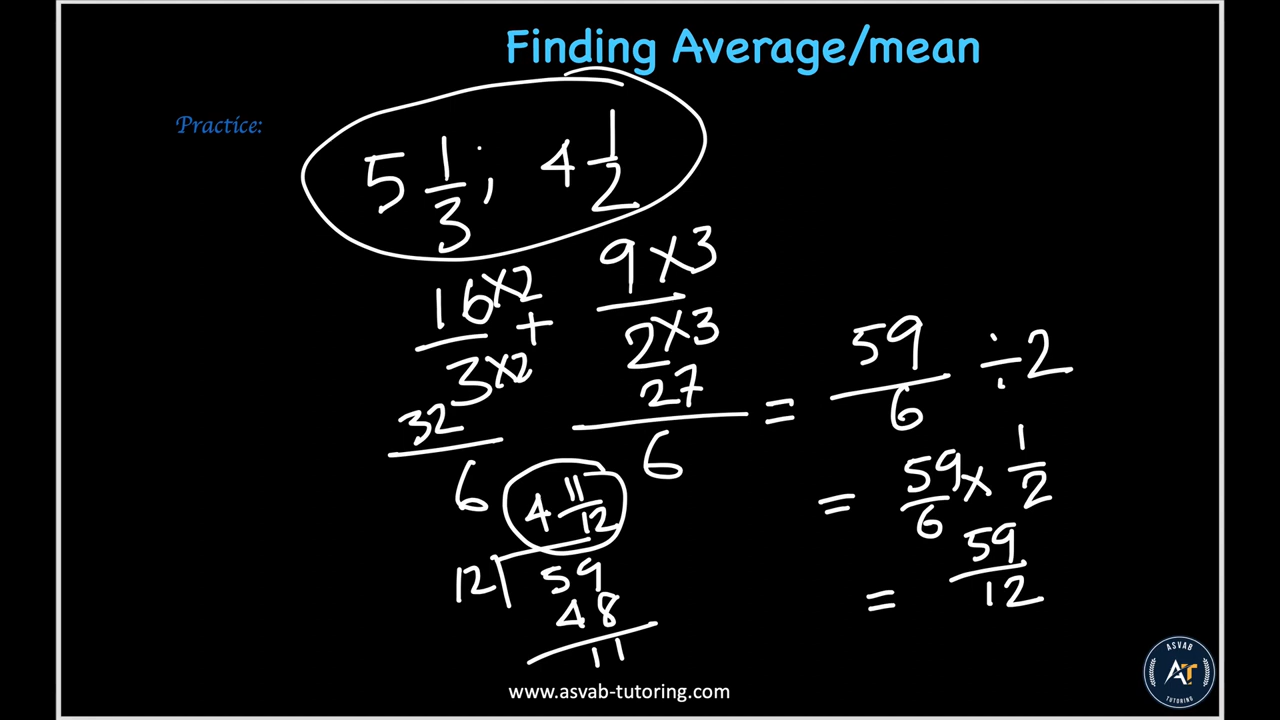 Finding Average/mean
Practice:
5 1/3 ; 4 1/2
16×2/3×2 + 9×3/2×3
32/6 27/6 = 59/6 ÷ 2
= 59/6 × 1/2
= 59/12
4 11/12
12 59
48
11
www.asvab-tutoring.com
ASVAB
AT
TUTORING